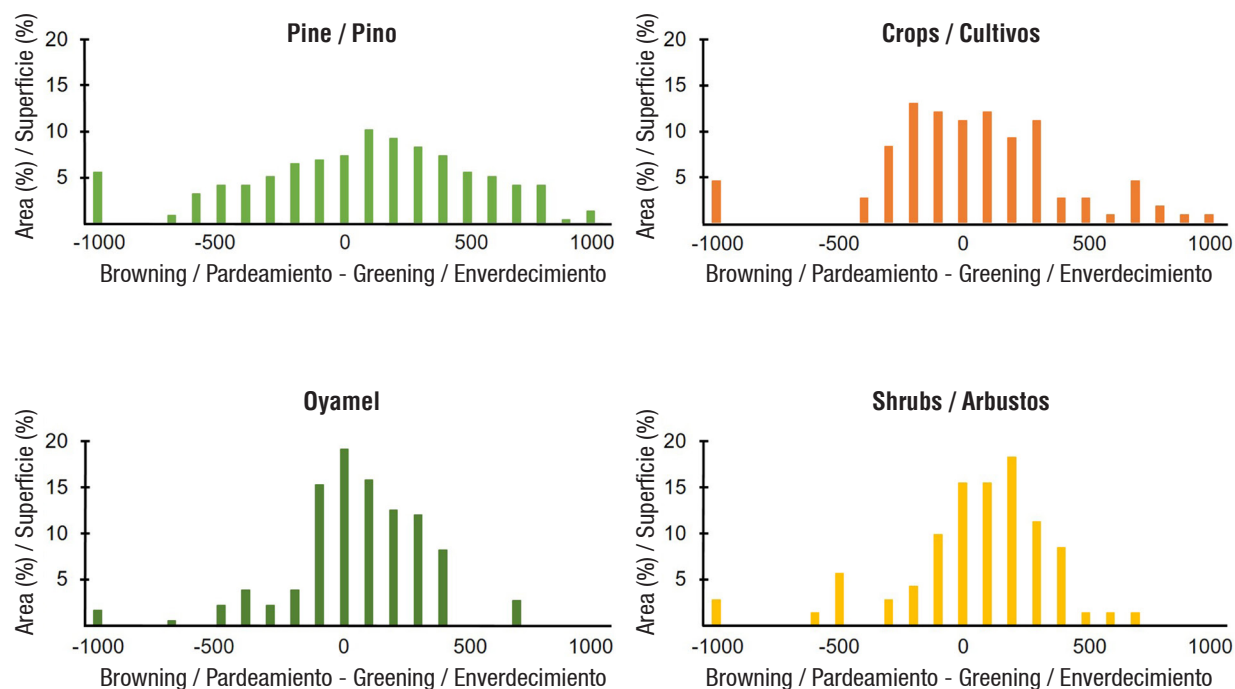 Pine / Pino
Area (%) / Superficie (%)
20
15
10
5
-1000 -500 0 500 1000
Browning / Pardeamiento - Greening / Enverdecimiento
Crops / Cultivos
Area (%) / Superficie (%)
20
15
10
5
-1000 -500 0 500 1000
Browning / Pardeamiento - Greening / Enverdecimiento
Oyamel
Area (%) / Superficie (%)
20
15
10
5
-1000 -500 0 500 1000
Browning / Pardeamiento - Greening / Enverdecimiento
Shrubs / Arbustos
Area (%) / Superficie (%)
20
15
10
5
-1000 -500 0 500 1000
Browning / Pardeamiento - Greening / Enverdecimiento